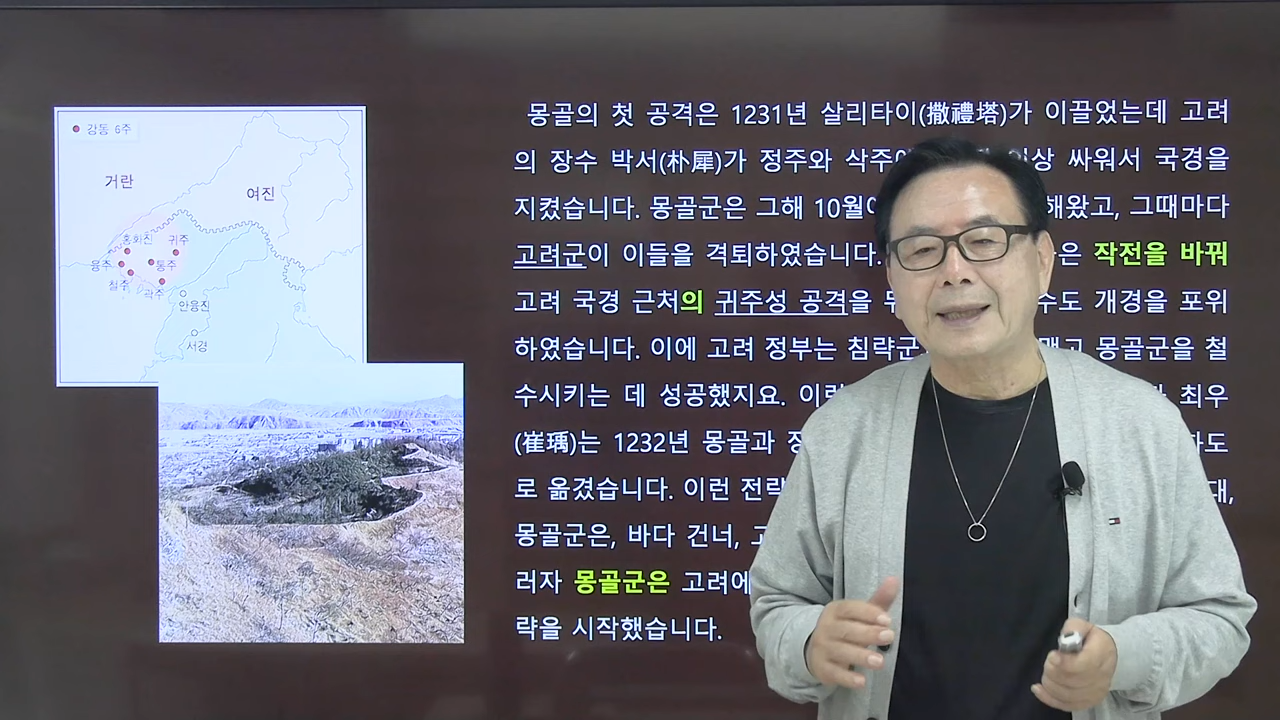 강동 6주
거란
여진
흥화진 귀주
용주 통주
철주
곽주
안융진
서경
몽골의 첫 공격은 1231년 살리타이(撒禮塔)가 이끌었는데 고려
의 장수 박서(朴犀)가 정주와 삭주에 이상 싸워서 국경을
지켰습니다. 몽골군은 그해 10월에 해왔고, 그때마다
고려군이 이들을 격퇴하였습니다. 은 작전을 바꿔
고려 국경 근처의 귀주성 공격을 수도 개경을 포위
하였습니다. 이에 고려 정부는 침략군 맺고 몽골군을 철
수시키는 데 성공했지요. 최우
(崔瑀)는 1232년 몽골과 화도
로 옮겼습니다. 이런 전략
몽골군은, 바다 건너,
러자 몽골군은 고려에
략을 시작했습니다.